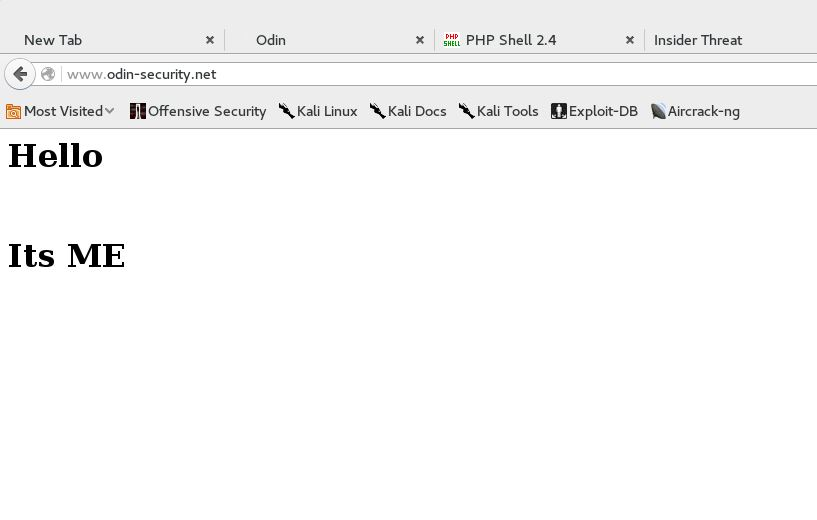 New Tab Odin PHP Shell 2.4 Insider Threat
www.odin-security.net
Most Visited Offensive Security Kali Linux Kali Docs Kali Tools Exploit-DB Aircrack-ng
Hello
Its ME